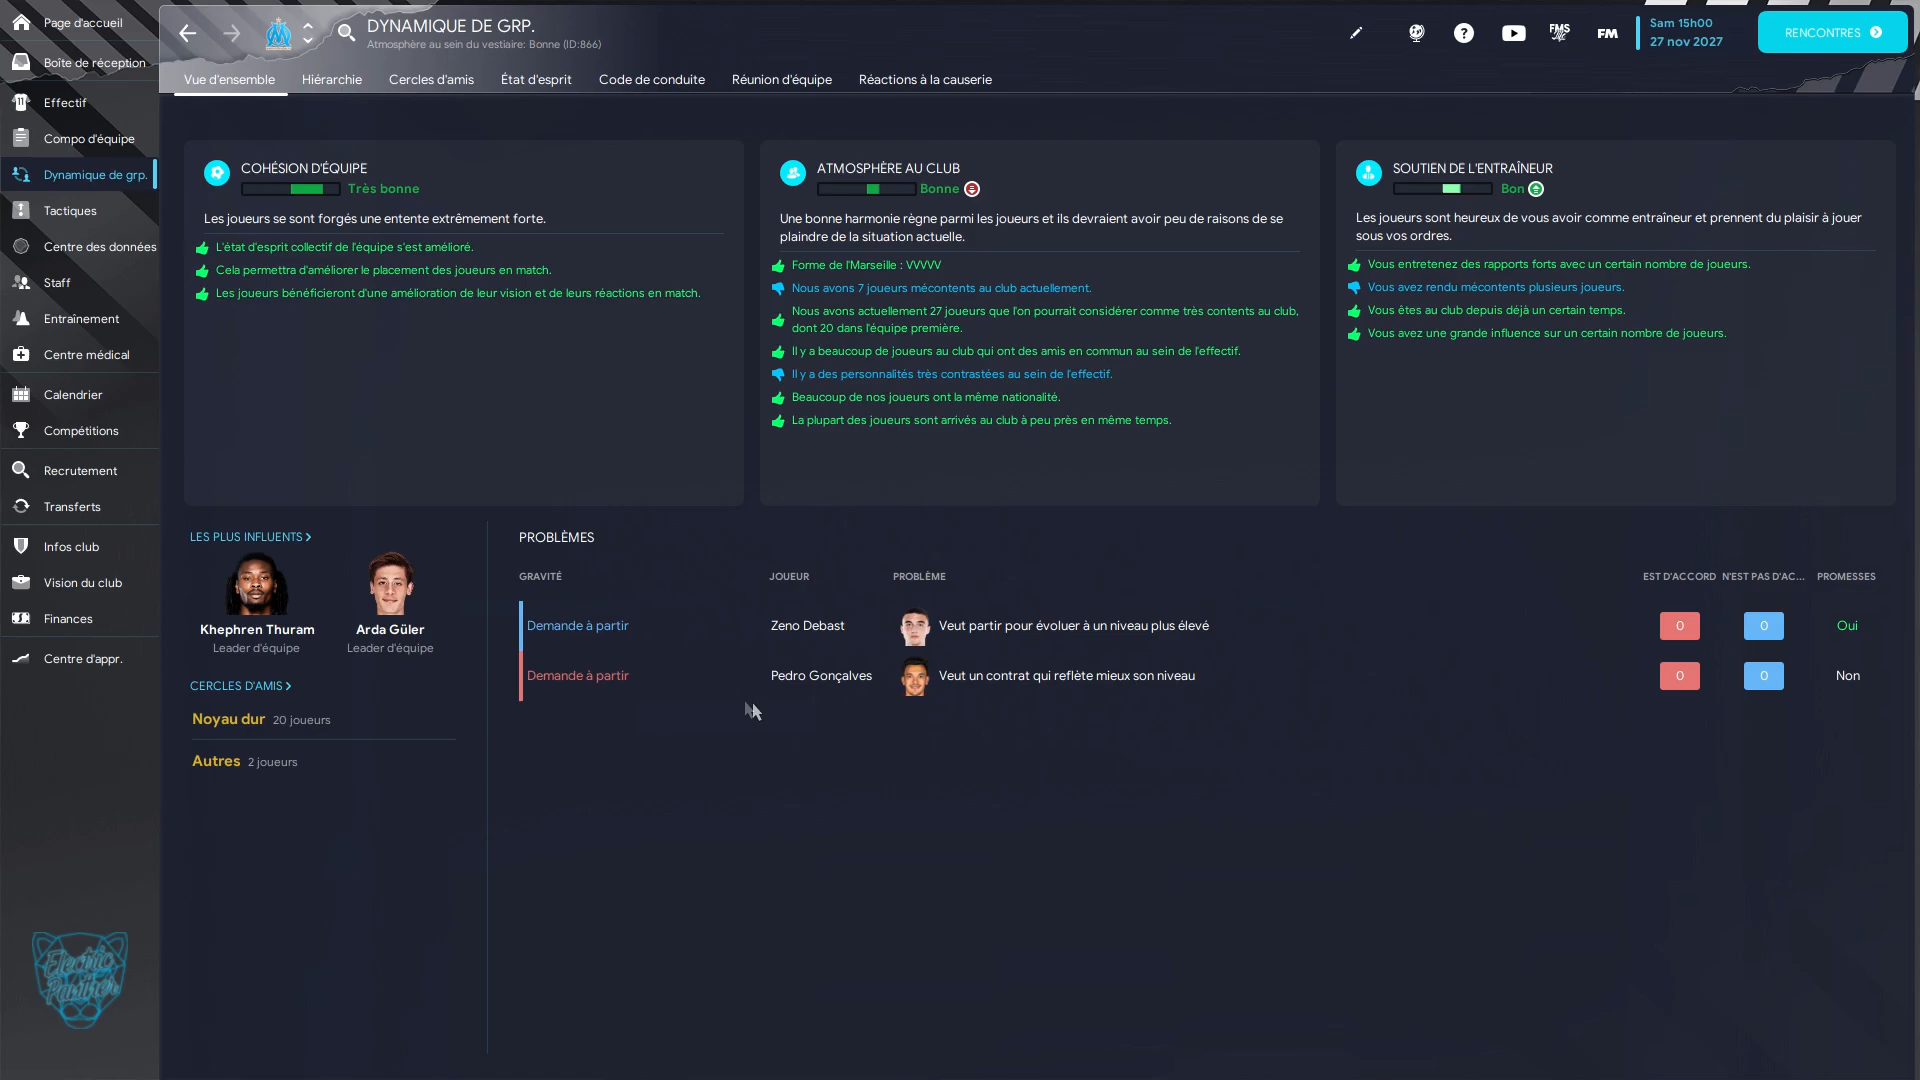 Page d'accueil
Boîte de réception
Effectif
Compo d'équipe
Dynamique de grp.
Tactiques
Centre des données
Staff
Entraînement
Centre médical
Calendrier
Compétitions
Recrutement
Transferts
Infos club
Vision du club
Finances
Centre d'appr.
Electric
Panther
DYNAMIQUE DE GRP.
Atmosphère au sein du vestiaire: Bonne (ID:866)
FMS
FM
Sam 15h00
27 nov 2027
RENCONTRES
Vue d'ensemble
Hiérarchie
Cercles d'amis
État d'esprit
Code de conduite
Réunion d'équipe
Réactions à la causerie
COHÉSION D'ÉQUIPE
Très bonne
Les joueurs se sont forgés une entente extrêmement forte.
L'état d'esprit collectif de l'équipe s'est amélioré.
Cela permettra d'améliorer le placement des joueurs en match.
Les joueurs bénéficieront d'une amélioration de leur vision et de leurs réactions en match.
ATMOSPHÈRE AU CLUB
Bonne
Une bonne harmonie règne parmi les joueurs et ils devraient avoir peu de raisons de se
plaindre de la situation actuelle.
Forme de l'Marseille : VVVVV
Nous avons 7 joueurs mécontents au club actuellement.
Nous avons actuellement 27 joueurs que l'on pourrait considérer comme très contents au club,
dont 20 dans l'équipe première.
Il y a beaucoup de joueurs au club qui ont des amis en commun au sein de l'effectif.
Il y a des personnalités très contrastées au sein de l'effectif.
Beaucoup de nos joueurs ont la même nationalité.
La plupart des joueurs sont arrivés au club à peu près en même temps.
SOUTIEN DE L'ENTRAÎNEUR
Bon
Les joueurs sont heureux de vous avoir comme entraîneur et prennent du plaisir à jouer
sous vos ordres.
Vous entretenez des rapports forts avec un certain nombre de joueurs.
Vous avez rendu mécontents plusieurs joueurs.
Vous êtes au club depuis déjà un certain temps.
Vous avez une grande influence sur un certain nombre de joueurs.
LES PLUS INFLUENTS
Khephren Thuram
Leader d'équipe
Arda Güler
Leader d'équipe
CERCLES D'AMIS
Noyau dur 20 joueurs
Autres 2 joueurs
PROBLÈMES
GRAVITÉ JOUEUR PROBLÈME EST D'ACCORD N'EST PAS D'AC... PROMESSES
Demande à partir Zeno Debast Veut partir pour évoluer à un niveau plus élevé 0 0 Oui
Demande à partir Pedro Gonçalves Veut un contrat qui reflète mieux son niveau 0 0 Non